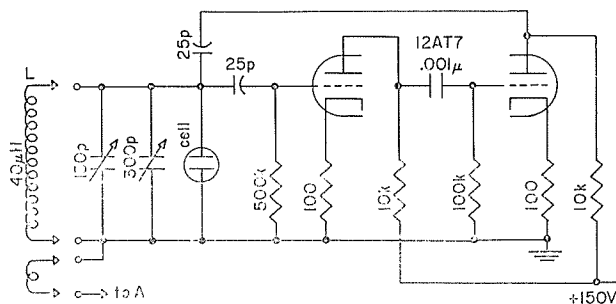 25p
25p
12AT7
.001μ
L
40μH
150p
300p
cell
500k
100
10k
100k
100
10k
to A
+150V